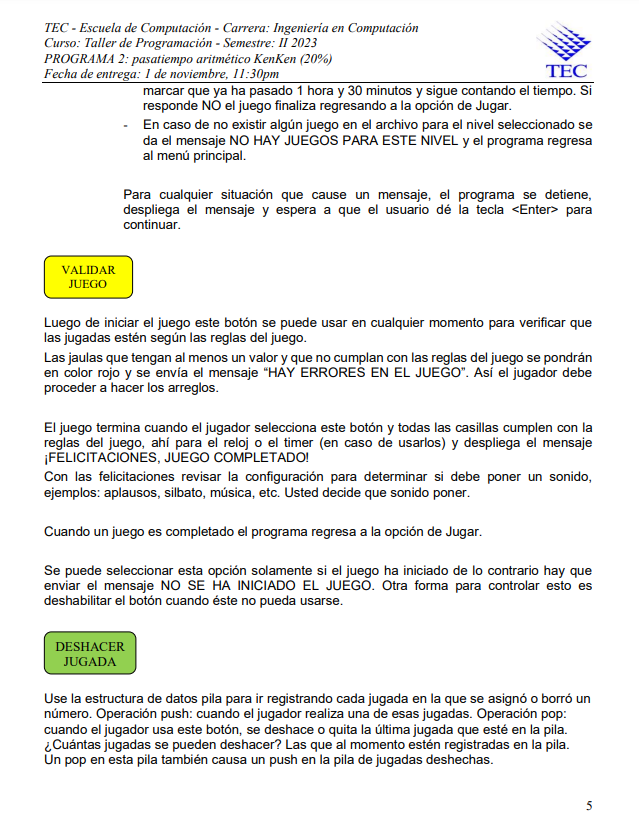 TEC - Escuela de Computación - Carrera: Ingeniería en Computación
Curso: Taller de Programación - Semestre: II 2023
PROGRAMA 2: pasatiempo aritmético KenKen (20%)
Fecha de entrega: 1 de noviembre, 11:30pm
TEC
marcar que ya ha pasado 1 hora y 30 minutos y sigue contando el tiempo. Si
responde NO el juego finaliza regresando a la opción de Jugar.
- En caso de no existir algún juego en el archivo para el nivel seleccionado se
da el mensaje NO HAY JUEGOS PARA ESTE NIVEL y el programa regresa
al menú principal.
Para cualquier situación que cause un mensaje, el programa se detiene,
despliega el mensaje y espera a que el usuario dé la tecla <Enter> para
continuar.
VALIDAR
JUEGO
Luego de iniciar el juego este botón se puede usar en cualquier momento para verificar que
las jugadas estén según las reglas del juego.
Las jaulas que tengan al menos un valor y que no cumplan con las reglas del juego se pondrán
en color rojo y se envía el mensaje “HAY ERRORES EN EL JUEGO”. Así el jugador debe
proceder a hacer los arreglos.
El juego termina cuando el jugador selecciona este botón y todas las casillas cumplen con la
reglas del juego, ahí para el reloj o el timer (en caso de usarlos) y despliega el mensaje
¡FELICITACIONES, JUEGO COMPLETADO!
Con las felicitaciones revisar la configuración para determinar si debe poner un sonido,
ejemplos: aplausos, silbato, música, etc. Usted decide que sonido poner.
Cuando un juego es completado el programa regresa a la opción de Jugar.
Se puede seleccionar esta opción solamente si el juego ha iniciado de lo contrario hay que
enviar el mensaje NO SE HA INICIADO EL JUEGO. Otra forma para controlar esto es
deshabilitar el botón cuando éste no pueda usarse.
DESHACER
JUGADA
Use la estructura de datos pila para ir registrando cada jugada en la que se asignó o borró un
número. Operación push: cuando el jugador realiza una de esas jugadas. Operación pop:
cuando el jugador usa este botón, se deshace o quita la última jugada que esté en la pila.
¿Cuántas jugadas se pueden deshacer? Las que al momento estén registradas en la pila.
Un pop en esta pila también causa un push en la pila de jugadas deshechas.
5